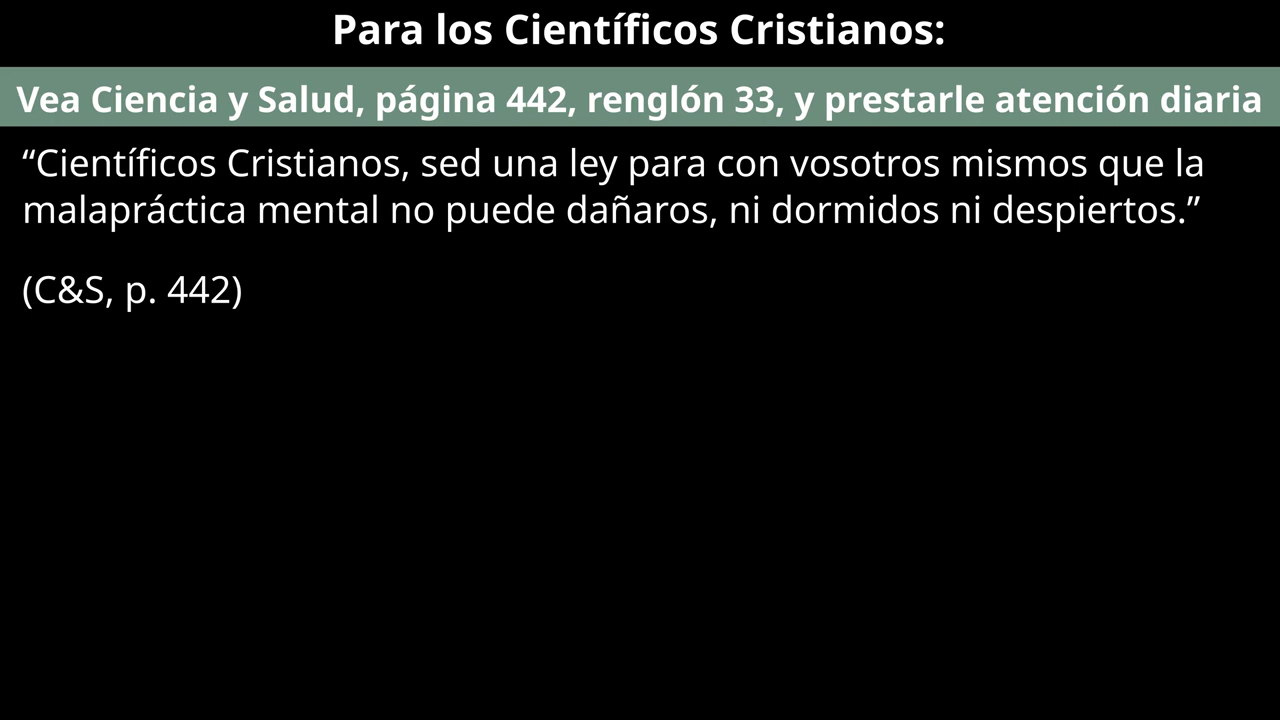 Para los Científicos Cristianos:
Vea Ciencia y Salud, página 442, renglón 33, y prestarle atención diaria
“Científicos Cristianos, sed una ley para con vosotros mismos que la
malapráctica mental no puede dañaros, ni dormidos ni despiertos.”
(C&S, p. 442)